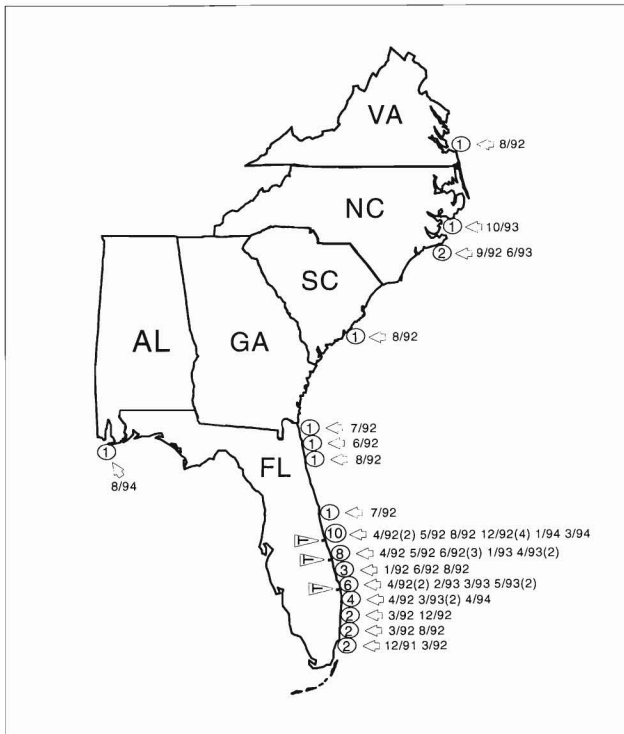 VA
1 8/92
NC
1 10/93
2 9/92 6/93
SC
1 8/92
AL GA
1 7/92
1 6/92
1 8/92
1
8/94
FL
1 7/92
10 4/92(2) 5/92 8/92 12/92(4) 1/94 3/94
T
8 4/92 5/92 6/92(3) 1/93 4/93(2)
T
3 1/92 6/92 8/92
6 4/92(2) 2/93 3/93 5/93(2)
T
4 4/92 3/93(2) 4/94
2 3/92 12/92
2 3/92 8/92
2 12/91 3/92